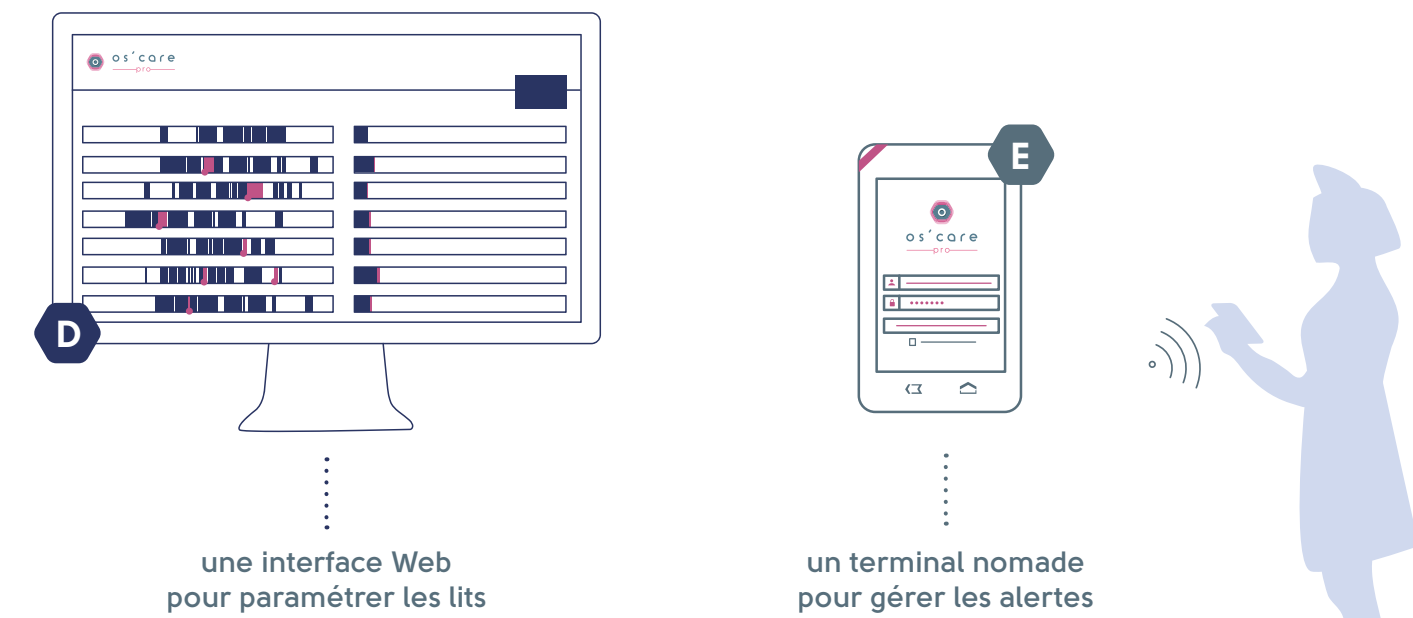 os'care
pro
D
une interface Web
pour paramétrer les lits
E
os'care
pro
un terminal nomade
pour gérer les alertes